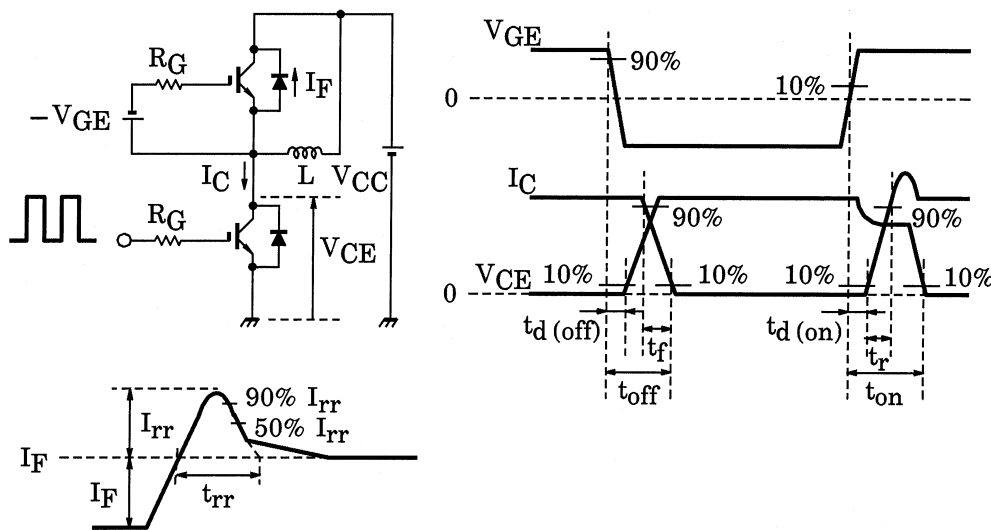 R_G
I_F
−V_GE
I_C
L
V_CC
R_G
V_CE
V_GE
90%
10%
0
I_C
90%
90%
V_CE
10%
10%
10%
10%
0
t_d (off)
t_f
t_d (on)
t_r
t_off
t_on
90% I_rr
I_rr
50% I_rr
I_F
I_F
t_rr